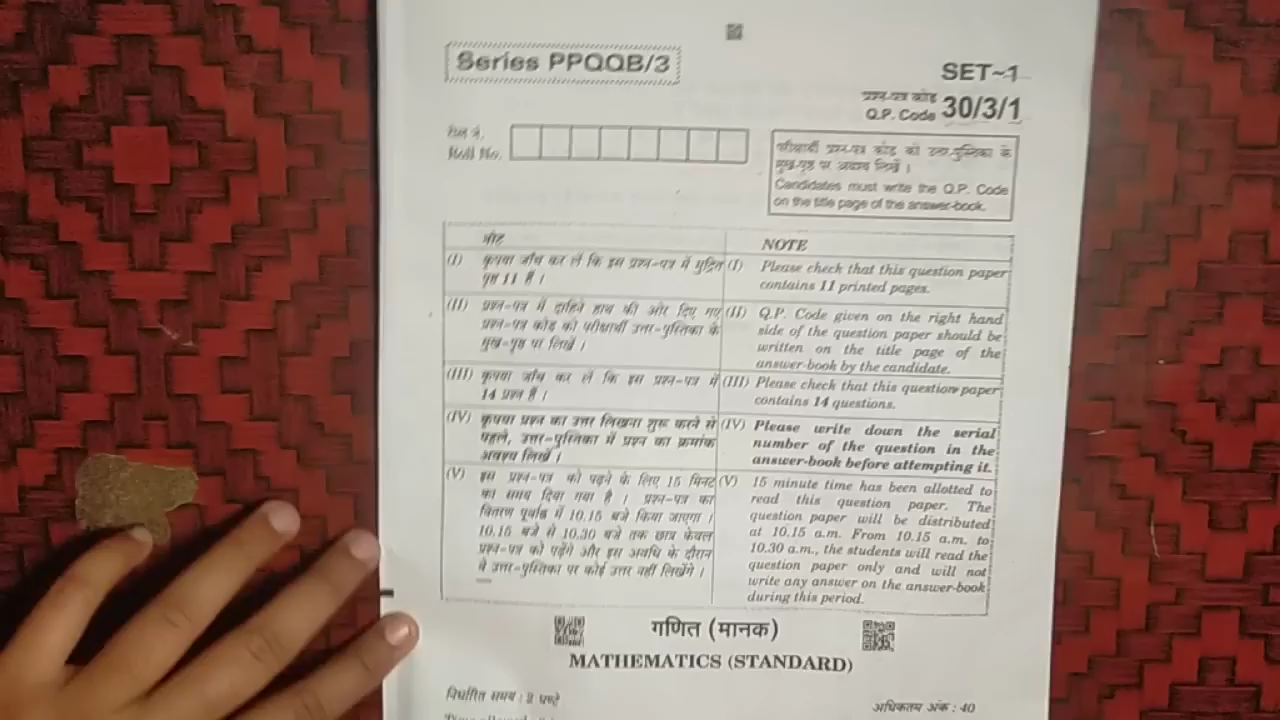 Series PPQQB/3
SET~1
प्रश्न-पत्र कोड
Q.P. Code 30/3/1
रोल नं.
Roll No.
परीक्षार्थी प्रश्न-पत्र कोड को उत्तर-पुस्तिका के
मुख-पृष्ठ पर अवश्य लिखें ।
Candidates must write the Q.P. Code
on the title page of the answer-book.
नोट
(I) कृपया जाँच कर लें कि इस प्रश्न-पत्र में मुद्रित
पृष्ठ 11 हैं ।
(II) प्रश्न-पत्र में दाहिने हाथ की ओर दिए गए
प्रश्न-पत्र कोड को परीक्षार्थी उत्तर-पुस्तिका के
मुख-पृष्ठ पर लिखें ।
(III) कृपया जाँच कर लें कि इस प्रश्न-पत्र में
14 प्रश्न हैं ।
(IV) कृपया प्रश्न का उत्तर लिखना शुरू करने से
पहले, उत्तर-पुस्तिका में प्रश्न का क्रमांक
अवश्य लिखें ।
(V) इस प्रश्न-पत्र को पढ़ने के लिए 15 मिनट
का समय दिया गया है । प्रश्न-पत्र का
वितरण पूर्वाह्न में 10.15 बजे किया जाएगा ।
10.15 बजे से 10.30 बजे तक छात्र केवल
प्रश्न-पत्र को पढ़ेंगे और इस अवधि के दौरान
वे उत्तर-पुस्तिका पर कोई उत्तर नहीं लिखेंगे ।
NOTE
(I) Please check that this question paper
contains 11 printed pages.
(II) Q.P. Code given on the right hand
side of the question paper should be
written on the title page of the
answer-book by the candidate.
(III) Please check that this question paper
contains 14 questions.
(IV) Please write down the serial
number of the question in the
answer-book before attempting it.
(V) 15 minute time has been allotted to
read this question paper. The
question paper will be distributed
at 10.15 a.m. From 10.15 a.m. to
10.30 a.m., the students will read the
question paper only and will not
write any answer on the answer-book
during this period.
गणित (मानक)
MATHEMATICS (STANDARD)
निर्धारित समय : 2 घण्टे
अधिकतम अंक : 40